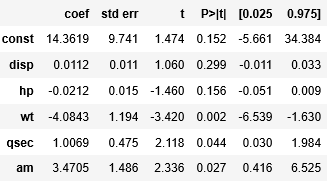 coef std err t P>|t| [0.025 0.975]
const 14.3619 9.741 1.474 0.152 -5.661 34.384
disp 0.0112 0.011 1.060 0.299 -0.011 0.033
hp -0.0212 0.015 -1.460 0.156 -0.051 0.009
wt -4.0843 1.194 -3.420 0.002 -6.539 -1.630
qsec 1.0069 0.475 2.118 0.044 0.030 1.984
am 3.4705 1.486 2.336 0.027 0.416 6.525